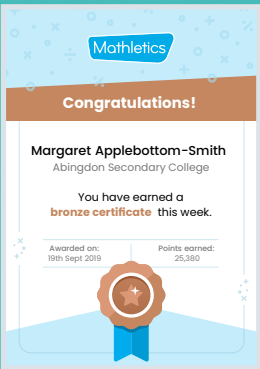 Mathletics
Congratulations!
Margaret Applebottom-Smith
Abingdon Secondary College
You have earned a
bronze certificate this week.
Awarded on: Points earned:
19th Sept 2019 25,380